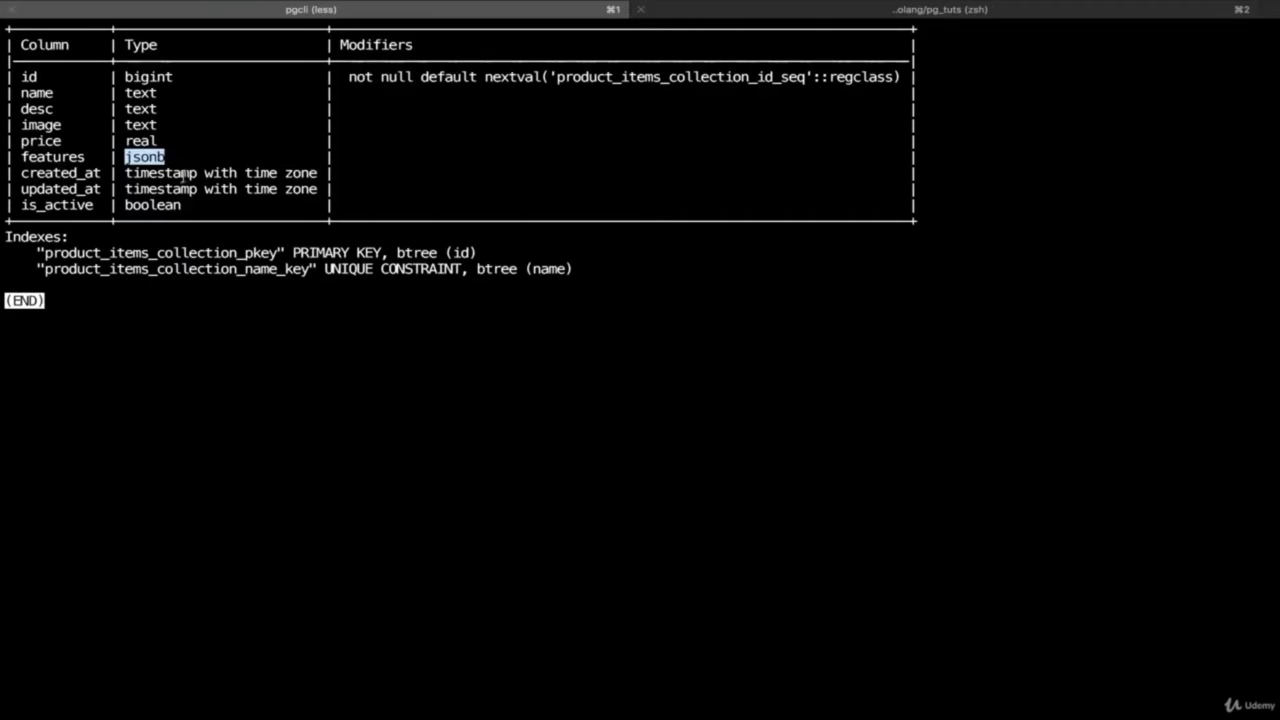 pgcli (less) ⌘1 ..olang/pg_tuts (zsh) ⌘2
Column | Type | Modifiers
id | bigint | not null default nextval('product_items_collection_id_seq'::regclass)
name | text
desc | text
image | text
price | real
features | jsonb
created_at | timestamp with time zone
updated_at | timestamp with time zone
is_active | boolean
Indexes:
"product_items_collection_pkey" PRIMARY KEY, btree (id)
"product_items_collection_name_key" UNIQUE CONSTRAINT, btree (name)
(END)
Udemy